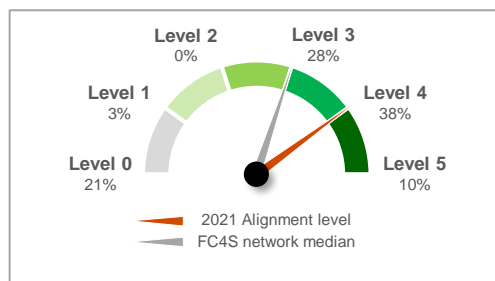 Level 2
0%
Level 3
28%
Level 1
3%
Level 4
38%
Level 0
21%
Level 5
10%
2021 Alignment level
FC4S network median